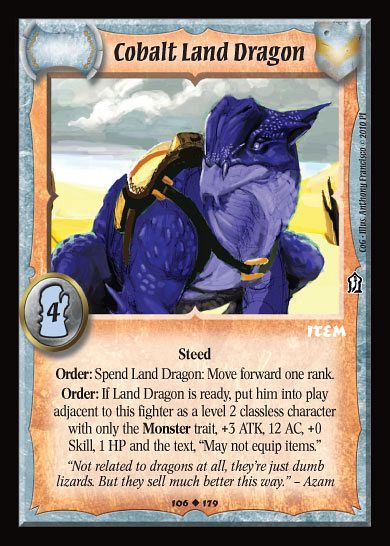 Cobalt Land Dragon
C06 • Illus. Anthony Francisco © 2010 PI
4
ITEM
Steed
Order: Spend Land Dragon: Move forward one rank.
Order: If Land Dragon is ready, put him into play
adjacent to this fighter as a level 2 classless character
with only the Monster trait, +3 ATK, 12 AC, +0
Skill, 1 HP and the text, “May not equip items.”
“Not related to dragons at all, they’re just dumb
lizards. But they sell much better this way.” – Azam
106 ◆ 179